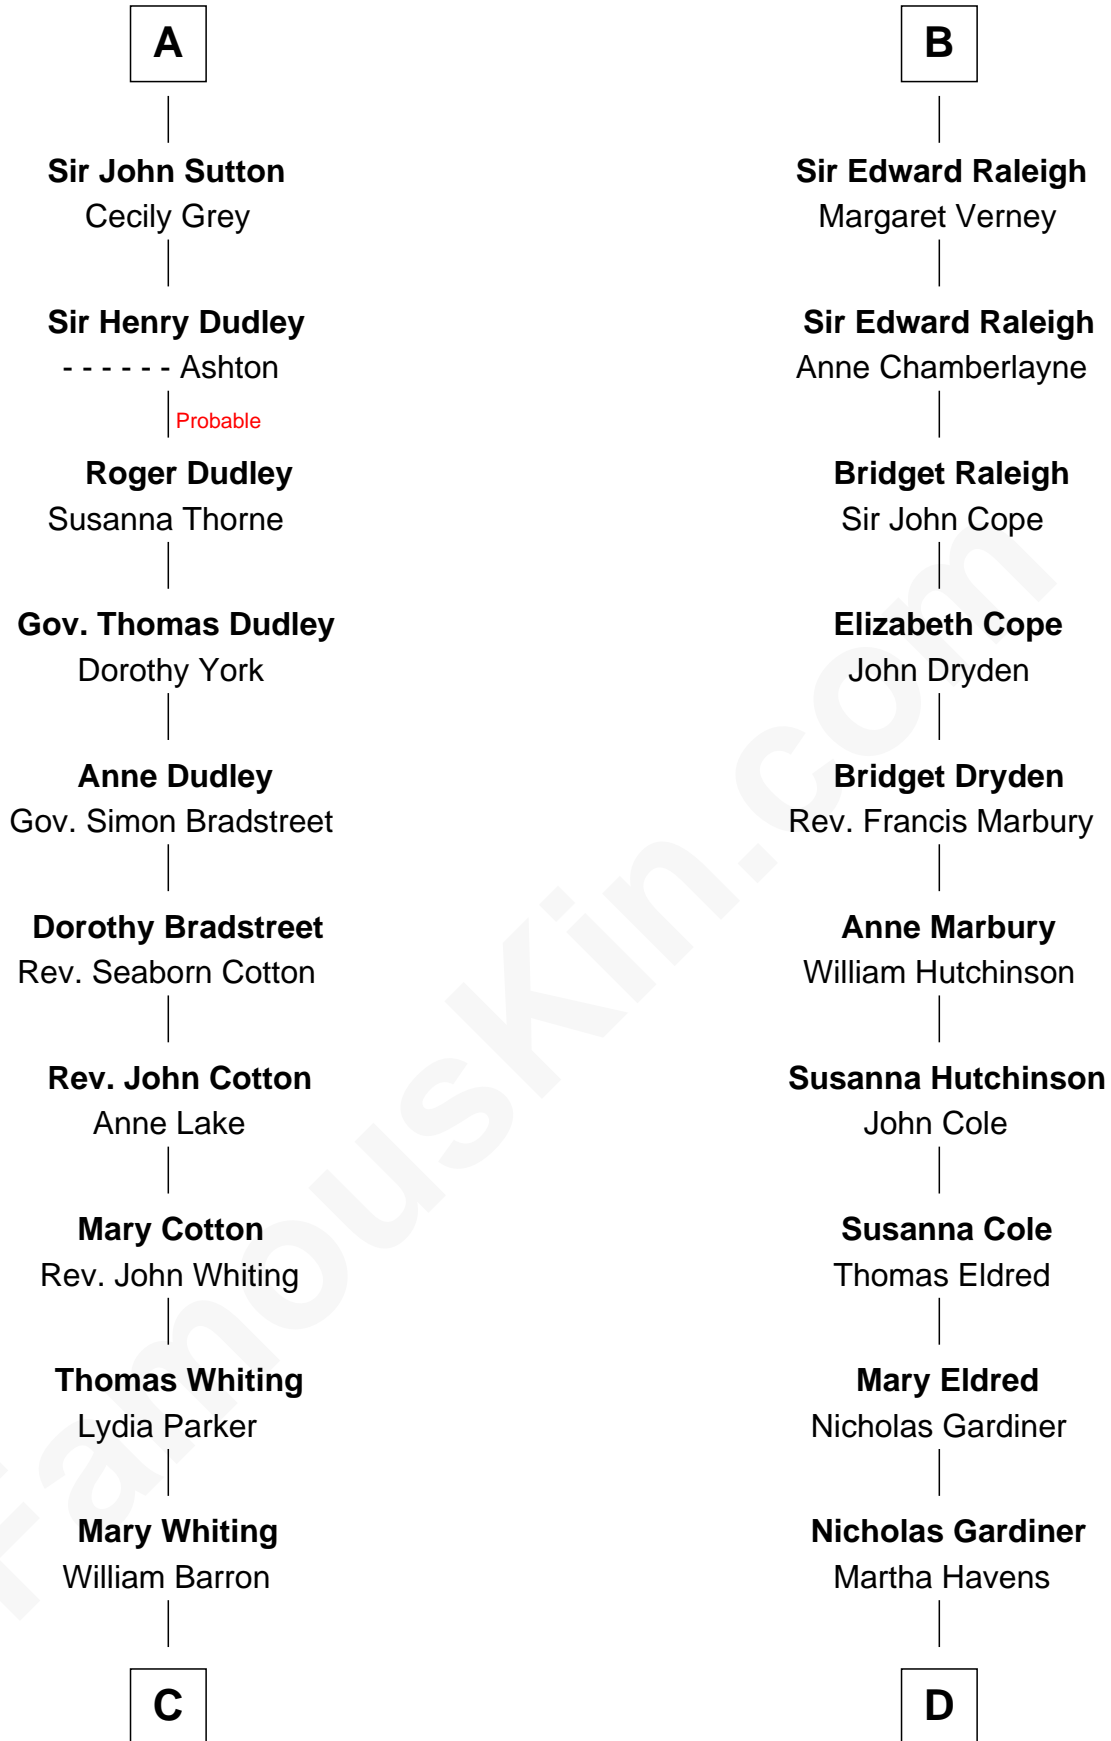 A
Sir John Sutton
Cecily Grey
Sir Henry Dudley
- - - - - - Ashton
Probable
Roger Dudley
Susanna Thorne
Gov. Thomas Dudley
Dorothy York
Anne Dudley
Gov. Simon Bradstreet
Dorothy Bradstreet
Rev. Seaborn Cotton
Rev. John Cotton
Anne Lake
Mary Cotton
Rev. John Whiting
Thomas Whiting
Lydia Parker
Mary Whiting
William Barron
C
B
Sir Edward Raleigh
Margaret Verney
Sir Edward Raleigh
Anne Chamberlayne
Bridget Raleigh
Sir John Cope
Elizabeth Cope
John Dryden
Bridget Dryden
Rev. Francis Marbury
Anne Marbury
William Hutchinson
Susanna Hutchinson
John Cole
Susanna Cole
Thomas Eldred
Mary Eldred
Nicholas Gardiner
Nicholas Gardiner
Martha Havens
D
FamousKin.com